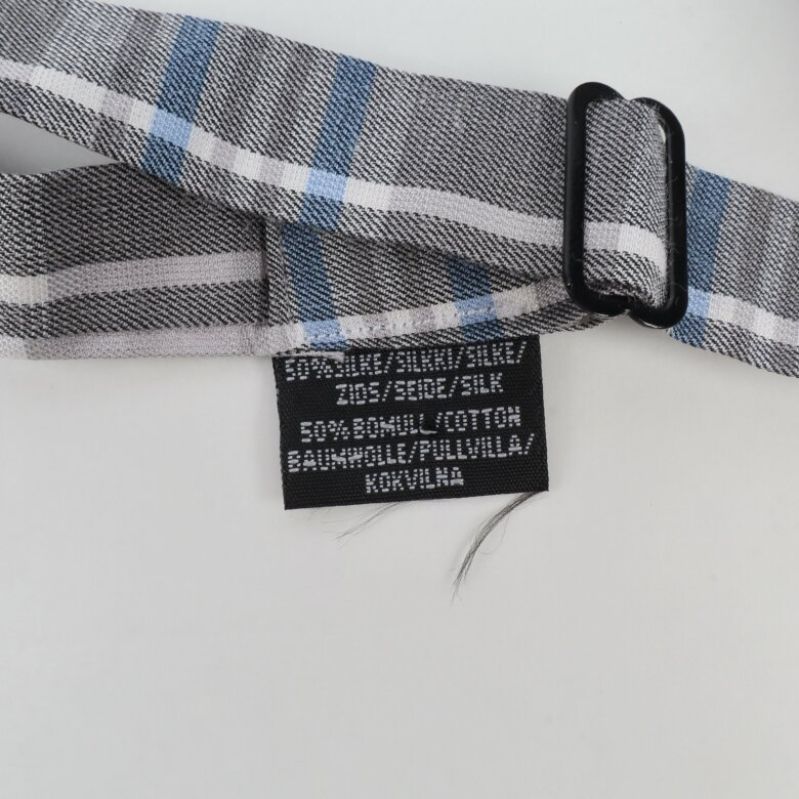 50%SILKE/SILKKI/SILKE/
ZIDS/SEIDE/SILK
50%BOMULL/COTTON
BAUMWOLLE/PULLVILLA/
KOKVILNA